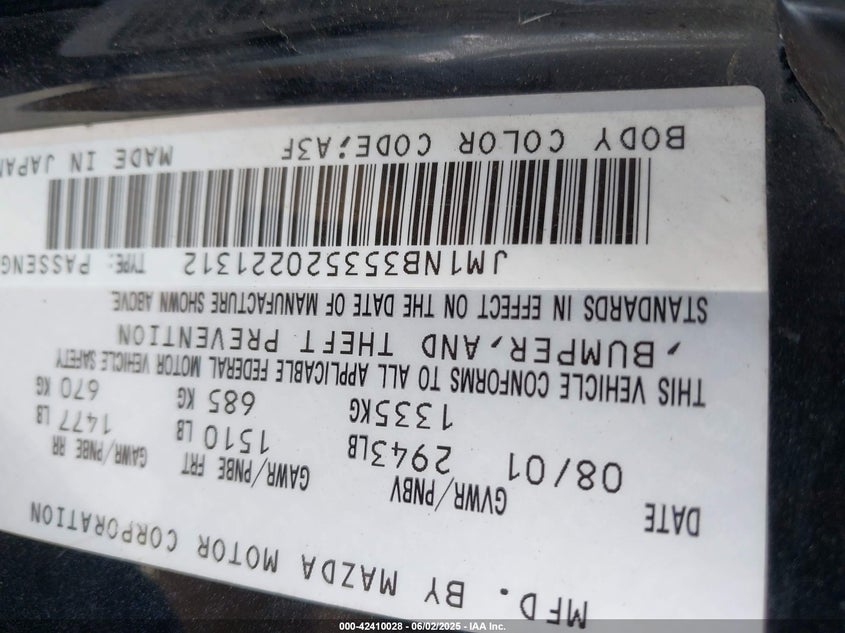 MFD. BY MAZDA MOTOR CORPORATION
DATE GVWR/PNBV GAWR/PNBE FRT GAWR/PNBE RR
08/01 2943LB 1510 LB 1477 LB
1335KG 685 KG 670 KG
THIS VEHICLE CONFORMS TO ALL APPLICABLE FEDERAL MOTOR VEHICLE SAFETY
,BUMPER,AND THEFT PREVENTION
STANDARDS IN EFFECT ON THE DATE OF MANUFACTURE SHOWN ABOVE
JM1NB353520221312 TYPE: PASSENG
BODY COLOR CODE;A3F MADE IN JAPAN
000-42410028 - 06/02/2025 - IAA Inc.